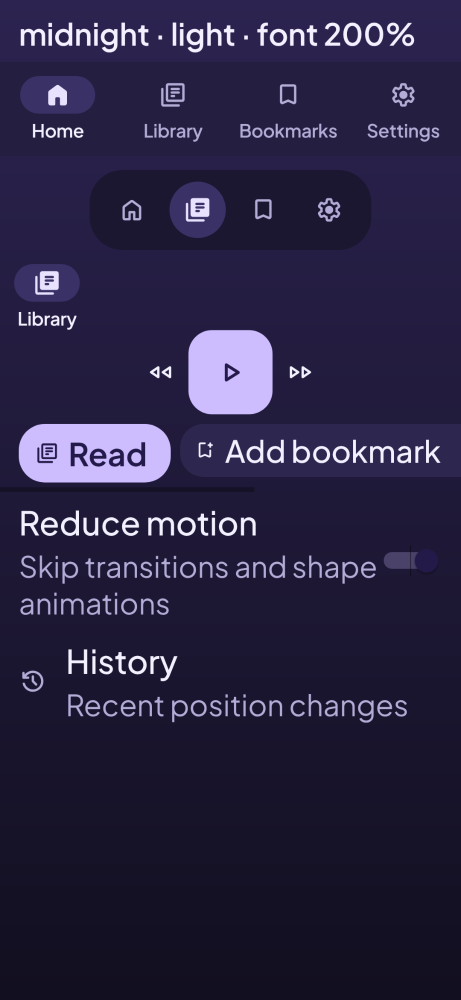 midnight · light · font 200%
Home Library Bookmarks Settings
Library
Read Add bookmark
Reduce motion
Skip transitions and shape
animations
History
Recent position changes